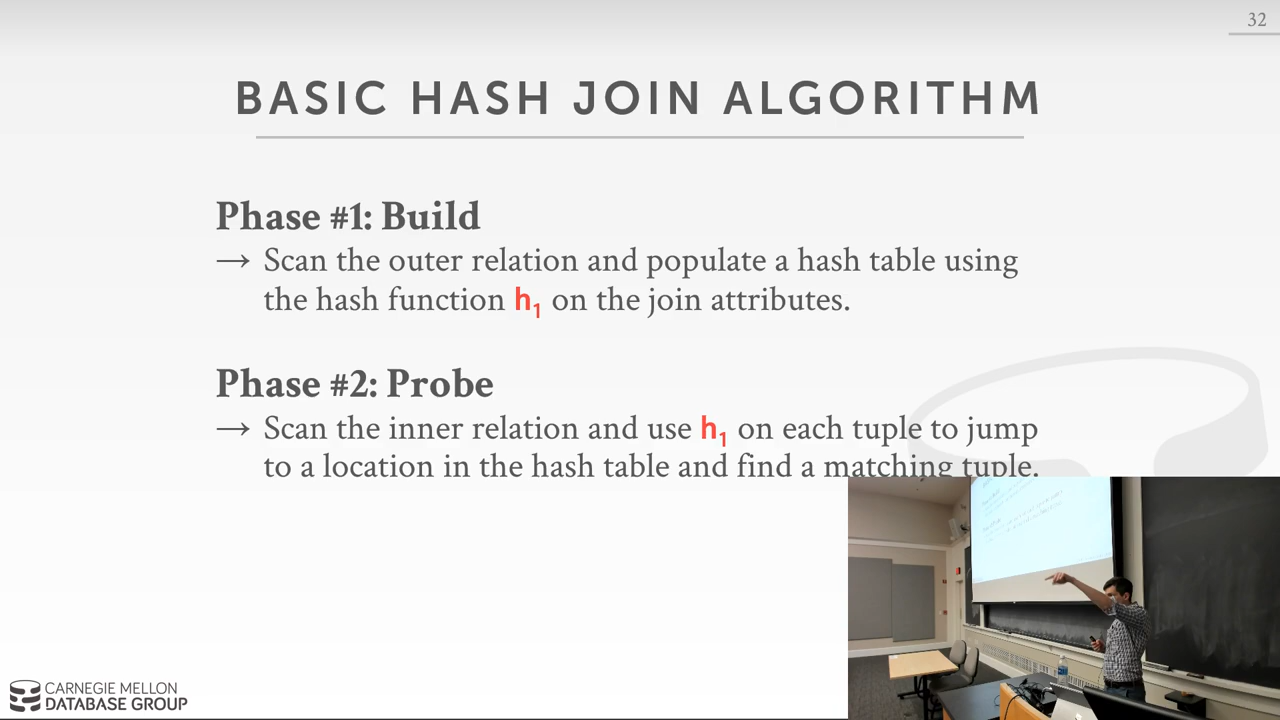 32
BASIC HASH JOIN ALGORITHM
Phase #1: Build
→ Scan the outer relation and populate a hash table using
the hash function h₁ on the join attributes.
Phase #2: Probe
→ Scan the inner relation and use h₁ on each tuple to jump
to a location in the hash table and find a matching tuple.
CARNEGIE MELLON
DATABASE GROUP